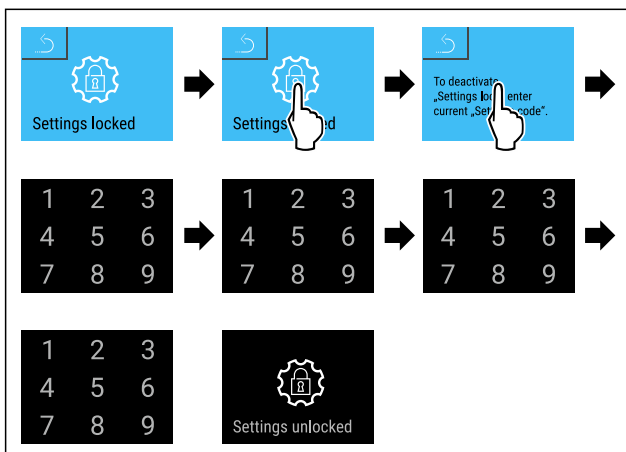 Settings locked
Settings ed
To deactivate
„Settings lo enter
current „Set code“.
1 2 3
4 5 6
7 8 9
1 2 3
4 5 6
7 8 9
1 2 3
4 5 6
7 8 9
1 2 3
4 5 6
7 8 9
Settings unlocked